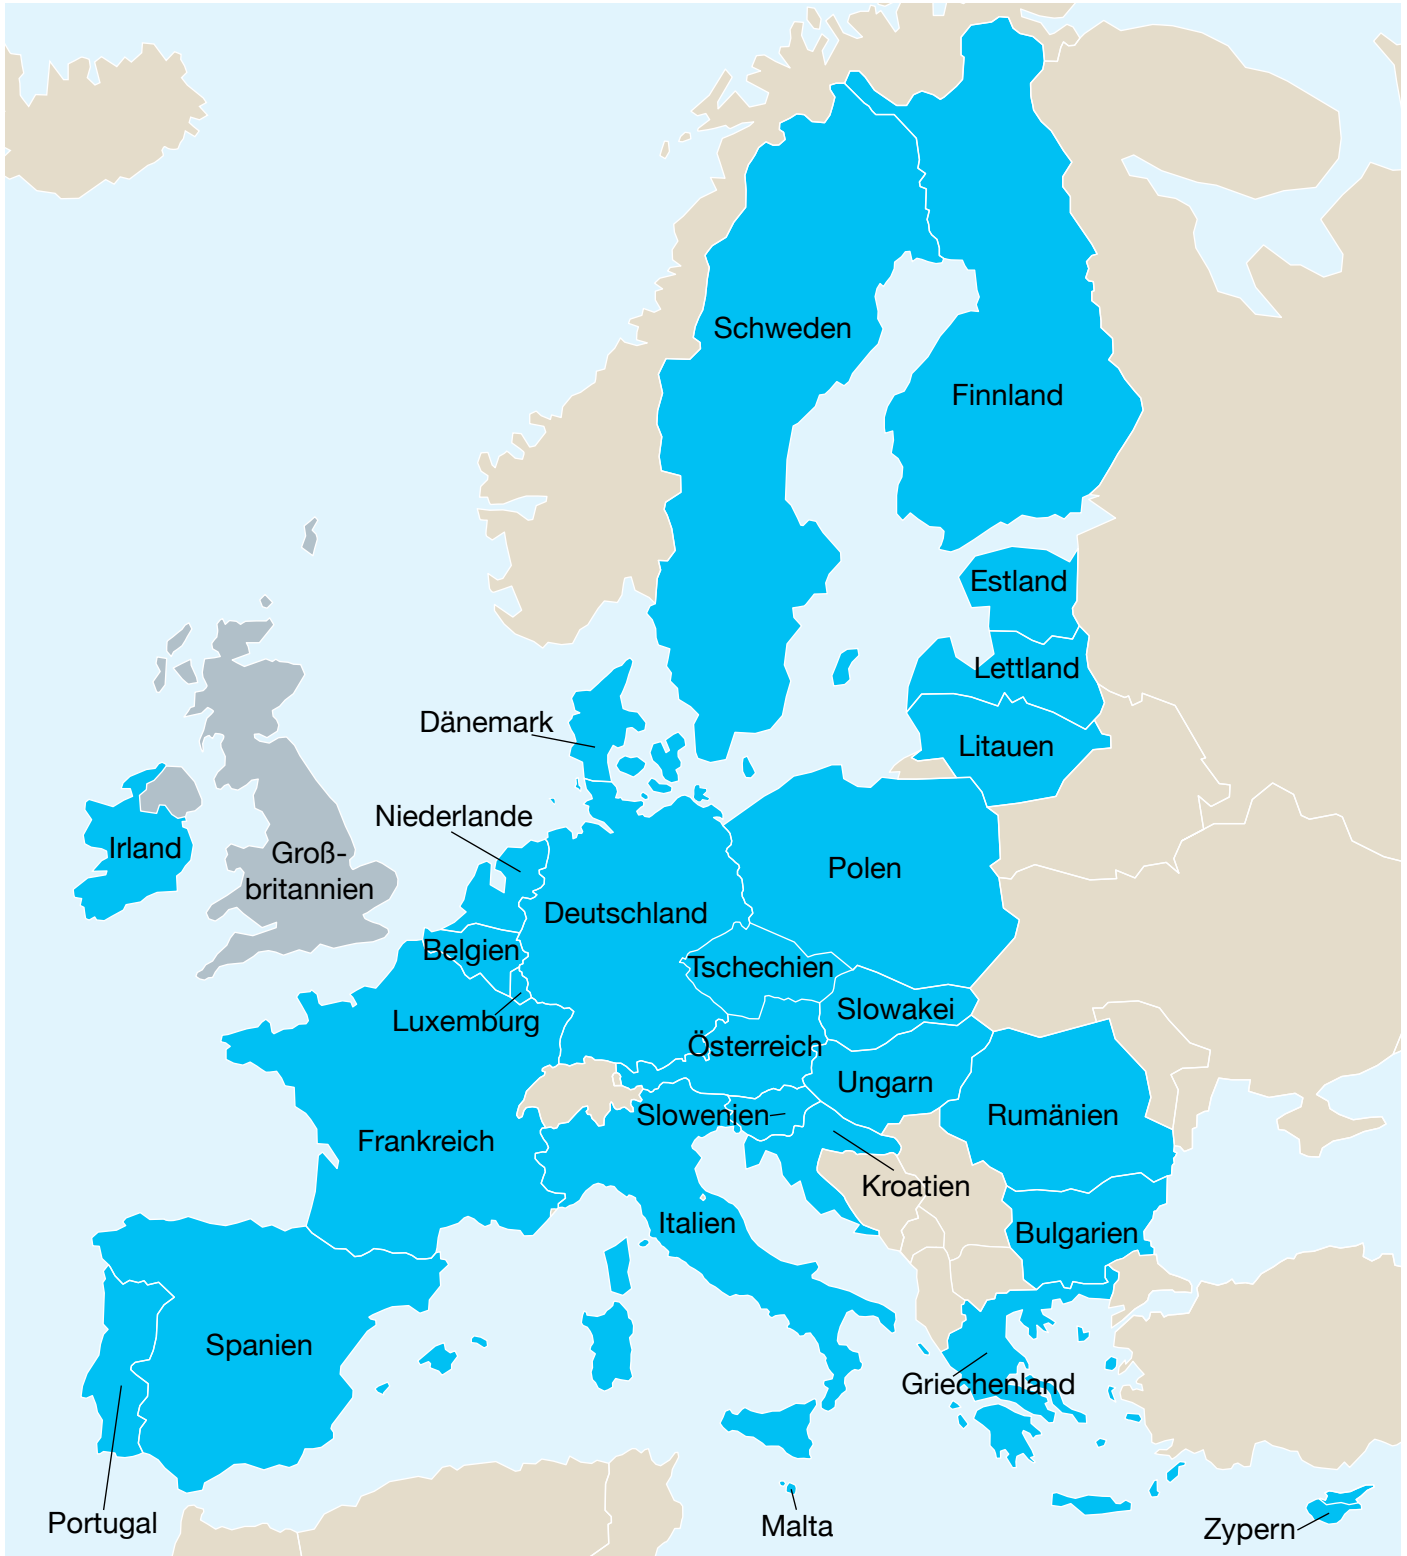 Schweden
Finnland
Estland
Lettland
Dänemark
Litauen
Niederlande
Irland
Groß-
britannien
Polen
Deutschland
Belgien
Tschechien
Luxemburg
Slowakei
Österreich
Ungarn
Slowenien
Rumänien
Frankreich
Kroatien
Italien
Bulgarien
Spanien
Griechenland
Portugal
Malta
Zypern